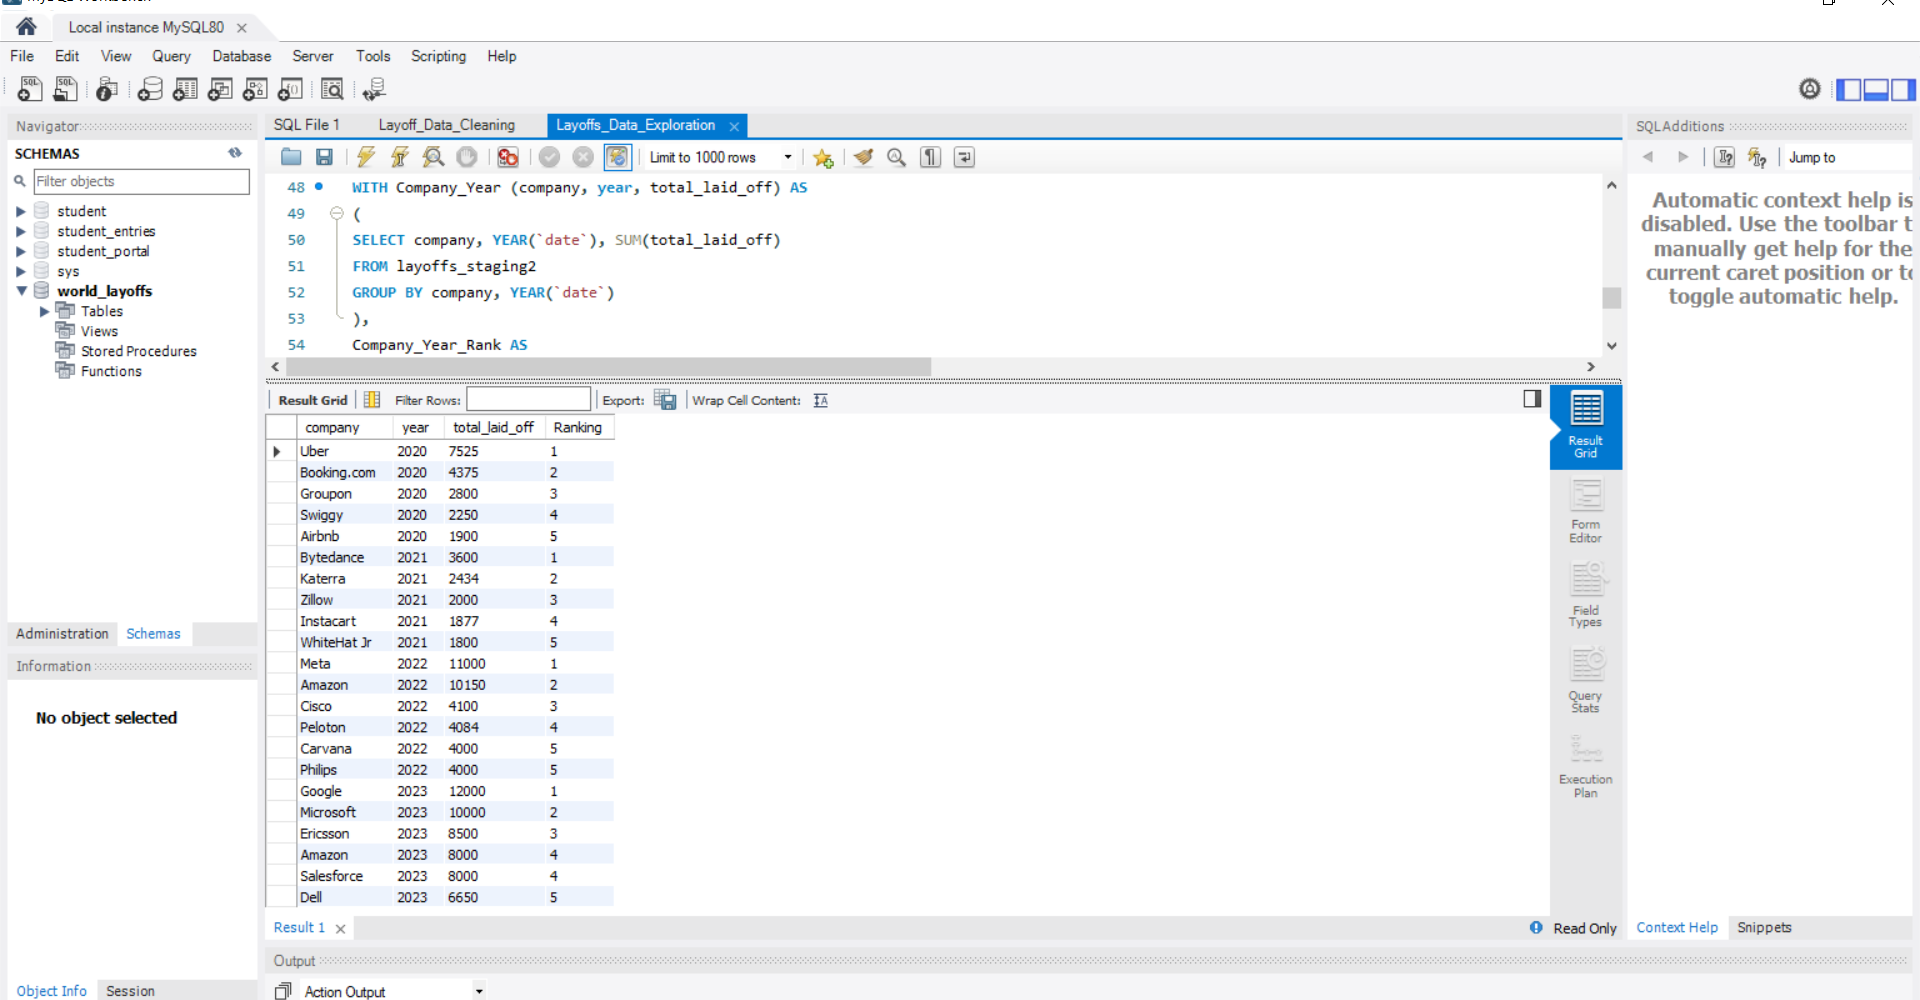 MySQL Workbench
Local instance MySQL80
File Edit View Query Database Server Tools Scripting Help
Navigator
SCHEMAS
Filter objects
student
student_entries
student_portal
sys
world_layoffs
Tables
Views
Stored Procedures
Functions
Administration Schemas
Information
No object selected
Object Info Session
SQL File 1 Layoff_Data_Cleaning Layoffs_Data_Exploration
Limit to 1000 rows
48 WITH Company_Year (company, year, total_laid_off) AS
49 (
50 SELECT company, YEAR(`date`), SUM(total_laid_off)
51 FROM layoffs_staging2
52 GROUP BY company, YEAR(`date`)
53 ),
54 Company_Year_Rank AS
Result Grid Filter Rows: Export: Wrap Cell Content:
company year total_laid_off Ranking
Uber 2020 7525 1
Booking.com 2020 4375 2
Groupon 2020 2800 3
Swiggy 2020 2250 4
Airbnb 2020 1900 5
Bytedance 2021 3600 1
Katerra 2021 2434 2
Zillow 2021 2000 3
Instacart 2021 1877 4
WhiteHat Jr 2021 1800 5
Meta 2022 11000 1
Amazon 2022 10150 2
Cisco 2022 4100 3
Peloton 2022 4084 4
Carvana 2022 4000 5
Philips 2022 4000 5
Google 2023 12000 1
Microsoft 2023 10000 2
Ericsson 2023 8500 3
Amazon 2023 8000 4
Salesforce 2023 8000 4
Dell 2023 6650 5
Result
Grid
Form
Editor
Field
Types
Query
Stats
Execution
Plan
Result 1
Read Only
Output
Action Output
SQLAdditions
Jump to
Automatic context help is
disabled. Use the toolbar t
manually get help for the
current caret position or to
toggle automatic help.
Context Help Snippets